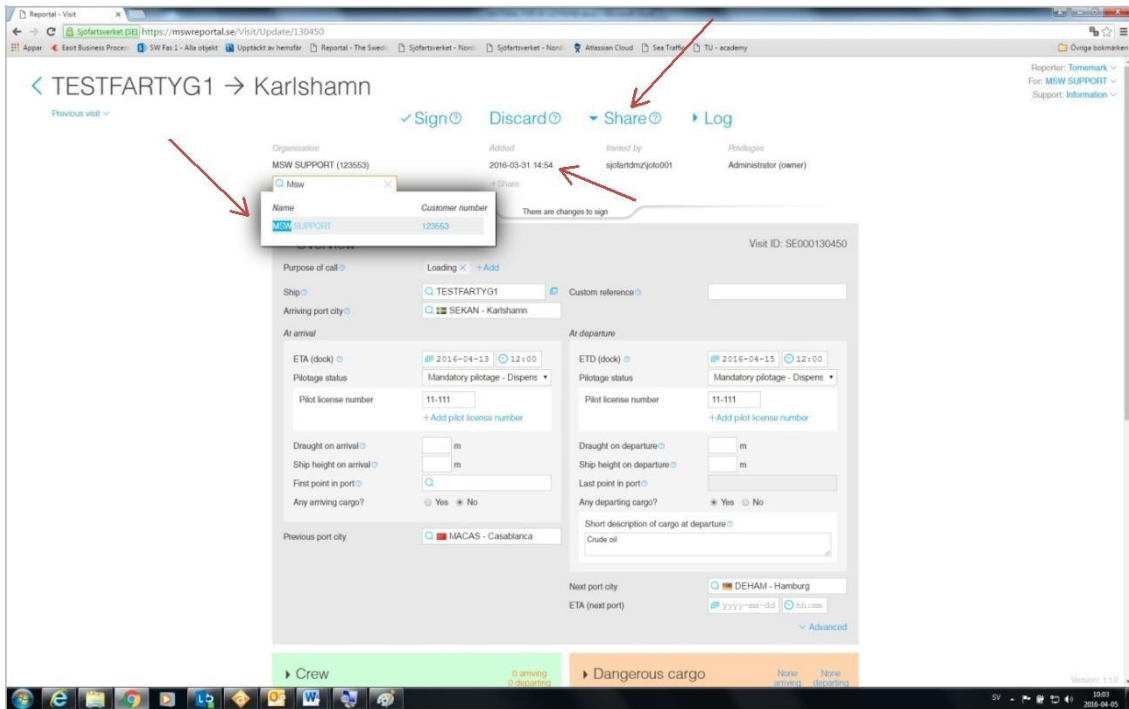 Reportal - Visit
Sjöfartsverket [SE] https://mswreportal.se/Visit/Update/130450
Appar Easit Business Proce SW Fas 1 - Alla objekt Upptäckt av hemsfär Reportal - The Swedi Sjöfartsverket - Nord Sjöfartsverket - Nord Atlassian Cloud Sea Traffic TU - academy Övriga bokmärken
Reporter: Tornemark
For: MSW SUPPORT
Support: Information
TESTFARTYG1 → Karlshamn
Previous visit
Sign Discard Share Log
Organisation Added Invited by Privileges
MSW SUPPORT (123553) 2016-03-31 14:54 sjofartdmz\joto001 Administrator (owner)
Msw +Share
Name Customer number
MSW SUPPORT 123553
There are changes to sign
Overview Visit ID: SE000130450
Purpose of call Loading × +Add
Ship TESTFARTYG1 Custom reference
Arriving port city SEKAN - Karlshamn
At arrival At departure
ETA (dock) 2016-04-13 12:00 ETD (dock) 2016-04-15 12:00
Pilotage status Mandatory pilotage - Dispens Pilotage status Mandatory pilotage - Dispens
Pilot license number 11-111 Pilot license number 11-111
+Add pilot license number +Add pilot license number
Draught on arrival m Draught on departure m
Ship height on arrival m Ship height on departure m
First point in port Last point in port
Any arriving cargo? Yes No Any departing cargo? Yes No
Short description of cargo at departure
Crude oil
Previous port city MACAS - Casablanca
Next port city DEHAM - Hamburg
ETA (next port) yyyy-mm-dd hh:mm
Advanced
Crew 0 arriving Dangerous cargo None None
0 departing arriving departing
Version: 1.5.0
SV 10:03
2016-04-05